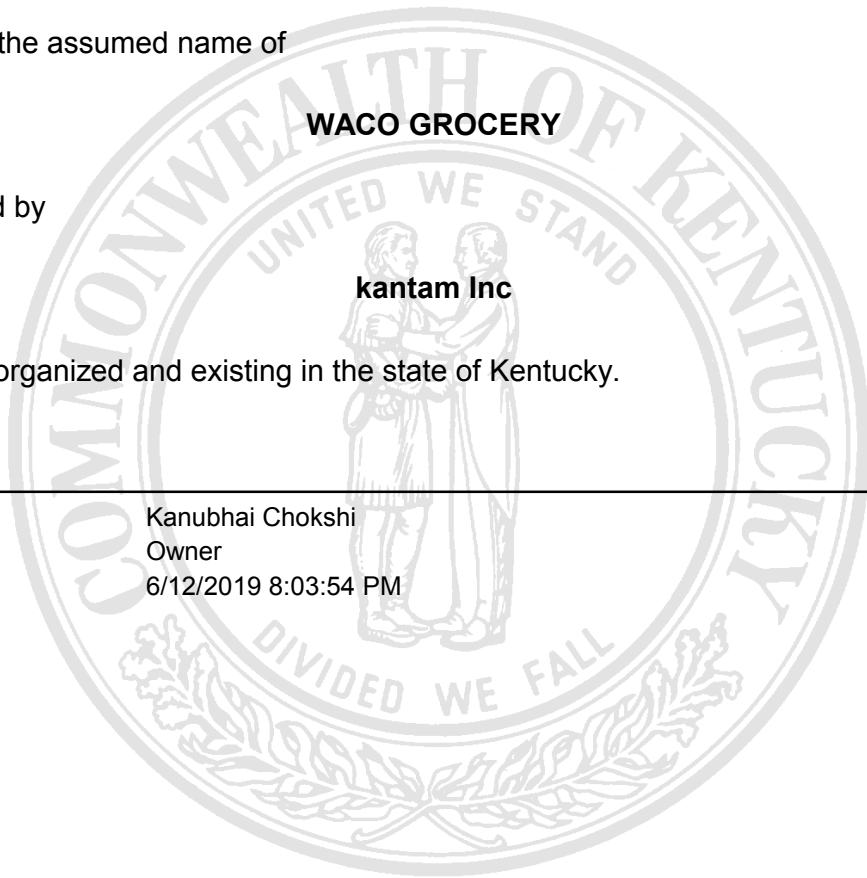 the assumed name of
WACO GROCERY
d by
kantam Inc
organized and existing in the state of Kentucky.
Kanubhai Chokshi
Owner
6/12/2019 8:03:54 PM
COMMONWEALTH OF KENTUCKY
UNITED WE STAND
DIVIDED WE FALL